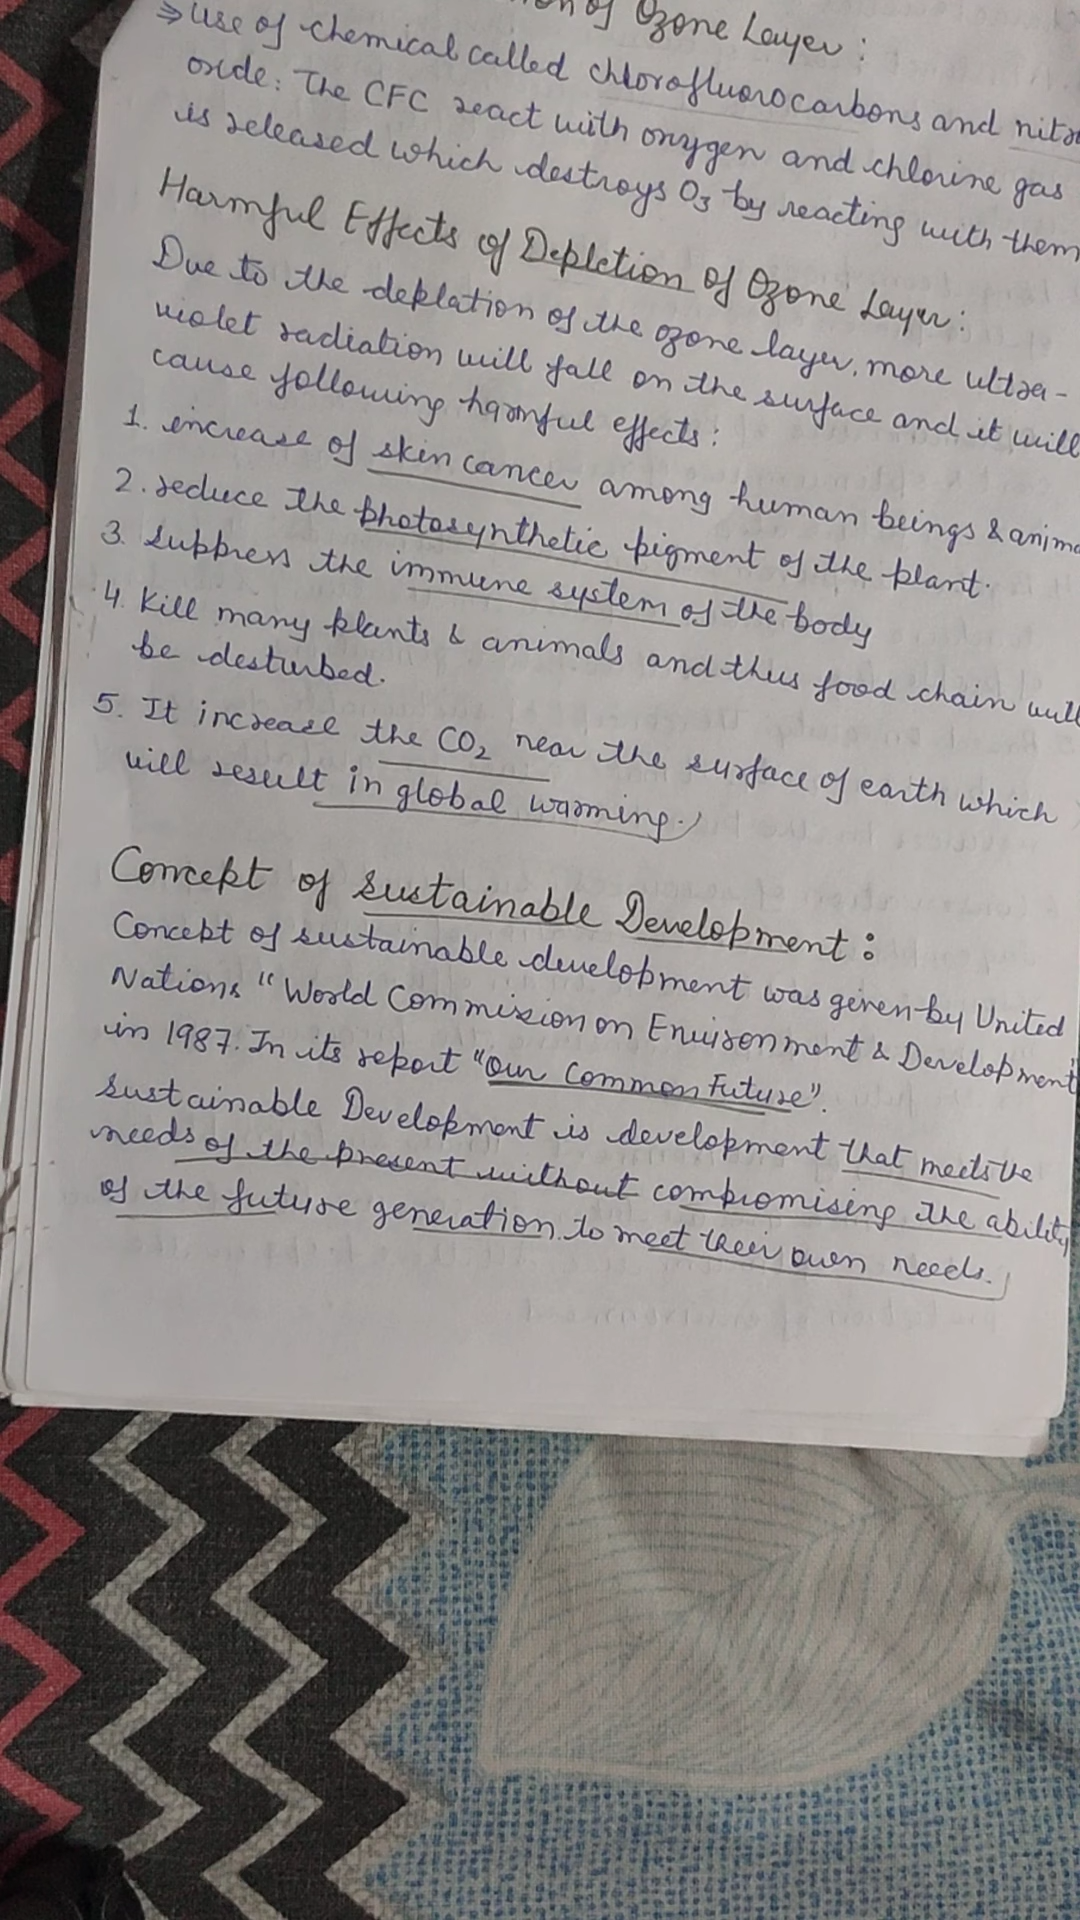 of Ozone Layer :
⇒ use of chemical called chlorofluorocarbons and
oxide: The CFC react with oxygen and chlorine gas
is released which destroys O3 by reacting with them
Harmful Effects of Depletion of Ozone Layer:
Due to the deplation of the ozone layer, more ultra-
violet radiation will fall on the surface and it will
cause following harmful effects:
1. increase of skin cancer among human beings &
2. reduce the photosynthetic pigment of the plant.
3. Suppress the immune system of the body
4. Kill many plants & animals and thus food chain will
be desturbed.
5. It increase the CO2 near the surface of earth which
will result in global warming.
Concept of Sustainable Development :
Concept of sustainable development was given by United
Nations "World Commission on Environment & Development"
in 1987. In its report "Our Common Future".
Sustainable Development is development that meets the
needs of the present without compromising the ability
of the future generation to meet their own needs.